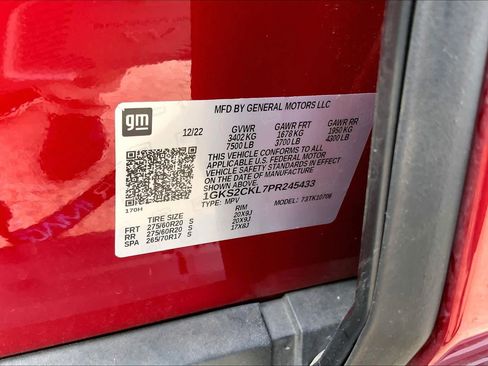 gm
MFD BY GENERAL MOTORS LLC
12/22 GVWR GAWR FRT GAWR RR
3402 KG 1678 KG 1950 KG
7500 LB 3700 LB 4300 LB
THIS VEHICLE CONFORMS TO ALL
APPLICABLE U.S. FEDERAL MOTOR
VEHICLE SAFETY STANDARDS IN EFFECT
ON THE DATE OF MANUFACTURE
SHOWN ABOVE.
1GKS2CKL7PR245433
170H TYPE: MPV MODEL:
TIRE SIZE RIM
FRT 275/60R20 S 20X9J
RR 275/60R20 S 20X9J
SPA 265/70R17 S 17X8J